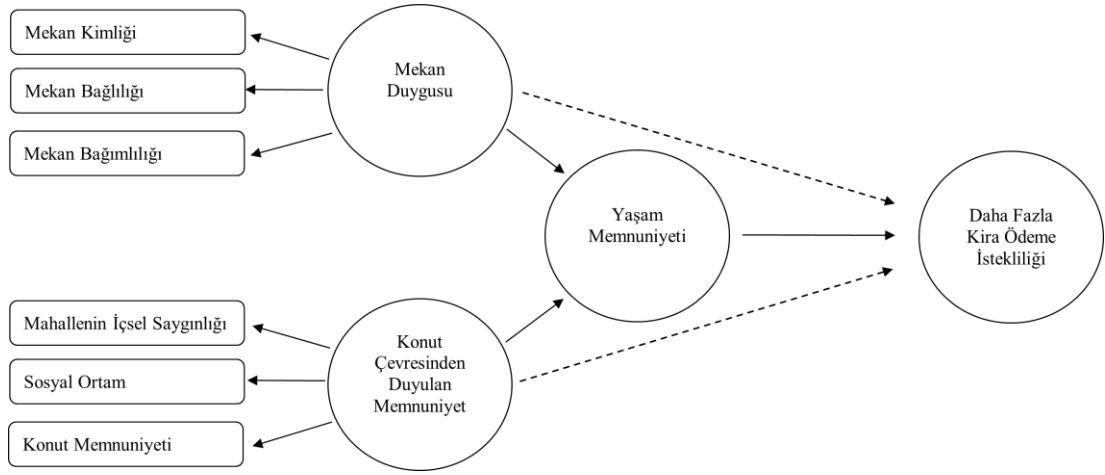 Mekan Kimliği
Mekan Bağlılığı
Mekan Bağımlılığı
Mekan
Duygusu
Yaşam
Memnuniyeti
Daha Fazla
Kira Ödeme
İstekliliği
Mahallenin İçsel Saygınlığı
Sosyal Ortam
Konut Memnuniyeti
Konut
Çevresinden
Duyulan
Memnuniyet